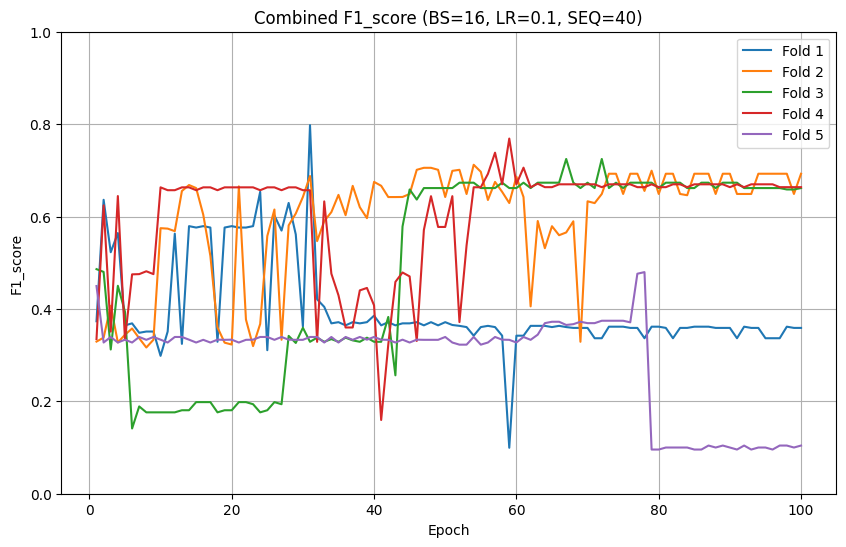 Combined F1_score (BS=16, LR=0.1, SEQ=40)
1.0
0.8
0.6
0.4
0.2
0.0
F1_score
0 20 40 60 80 100
Epoch
Fold 1
Fold 2
Fold 3
Fold 4
Fold 5